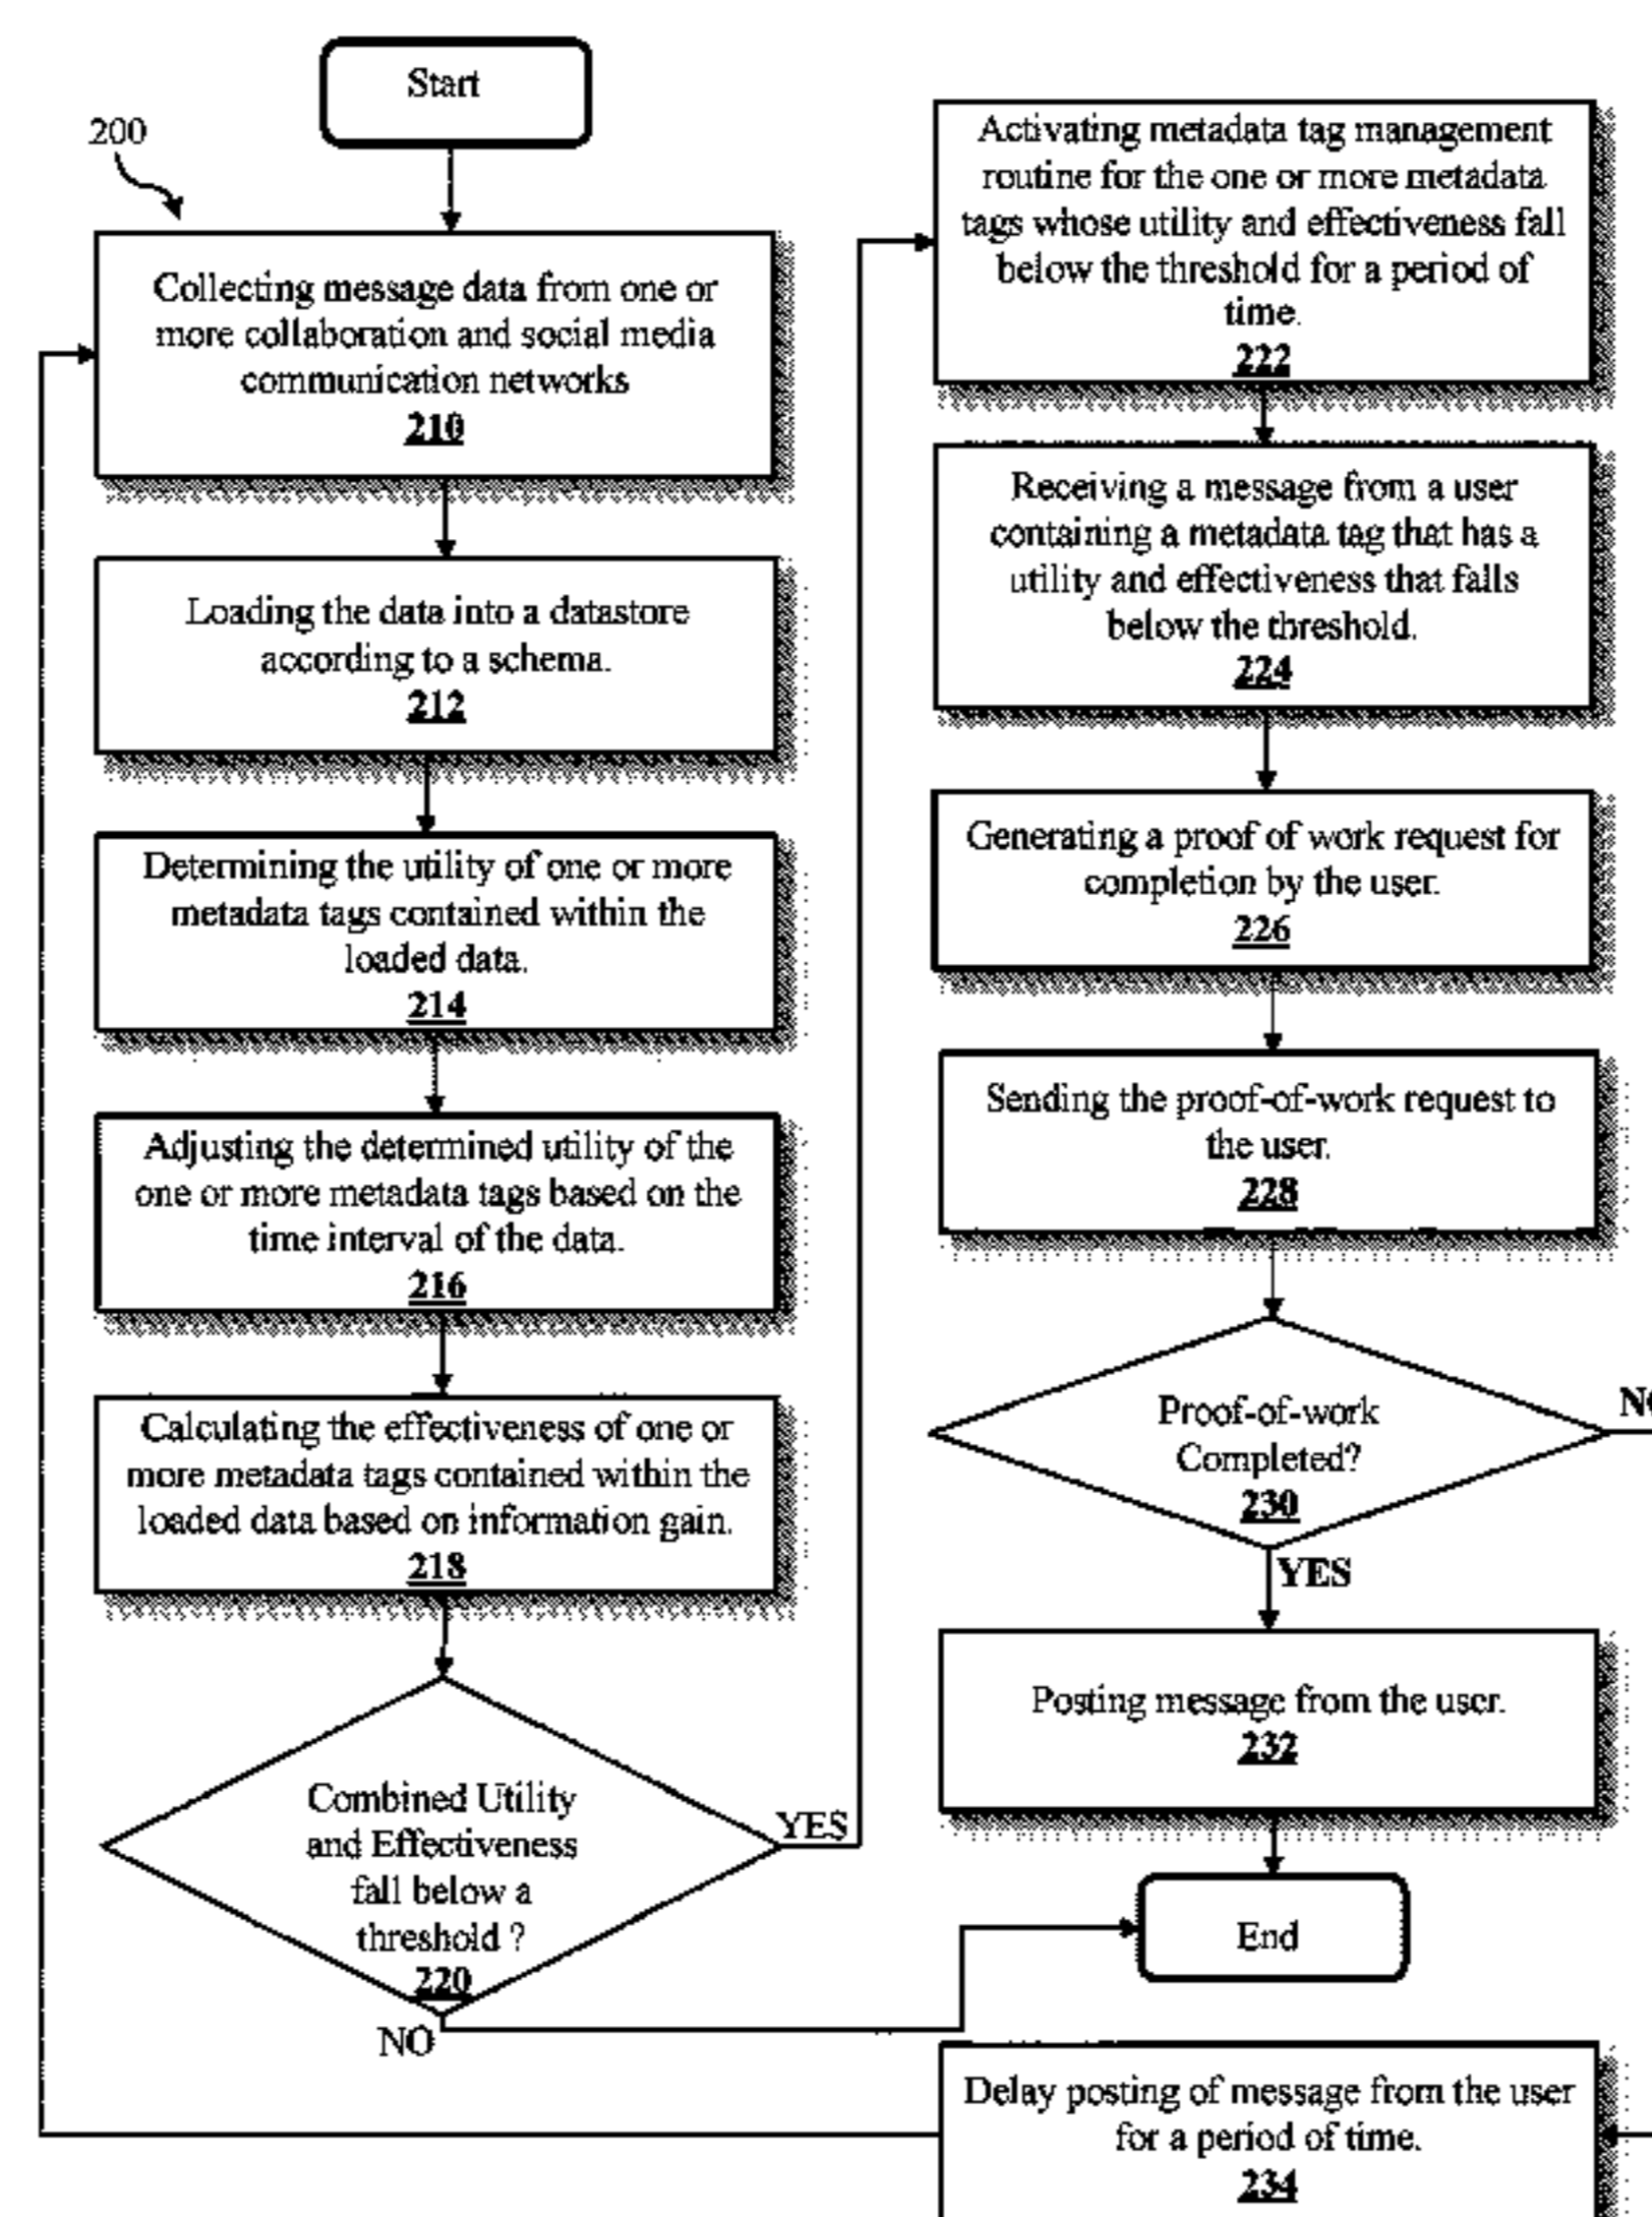 Start
200
Collecting message data from one or
more collaboration and social media
communication networks
210
Loading the data into a datastore
according to a schema.
212
Determining the utility of one or more
metadata tags contained within the
loaded data.
214
Adjusting the determined utility of the
one or more metadata tags based on the
time interval of the data.
216
Calculating the effectiveness of one or
more metadata tags contained within the
loaded data based on information gain.
218
Combined Utility
and Effectiveness
fall below a
threshold ?
220
YES
NO
Activating metadata tag management
routine for the one or more metadata
tags whose utility and effectiveness fall
below the threshold for a period of
time.
222
Receiving a message from a user
containing a metadata tag that has a
utility and effectiveness that falls
below the threshold.
224
Generating a proof of work request for
completion by the user.
226
Sending the proof-of-work request to
the user.
228
Proof-of-work
Completed?
230
NO
YES
Posting message from the user.
232
End
Delay posting of message from the user
for a period of time.
234